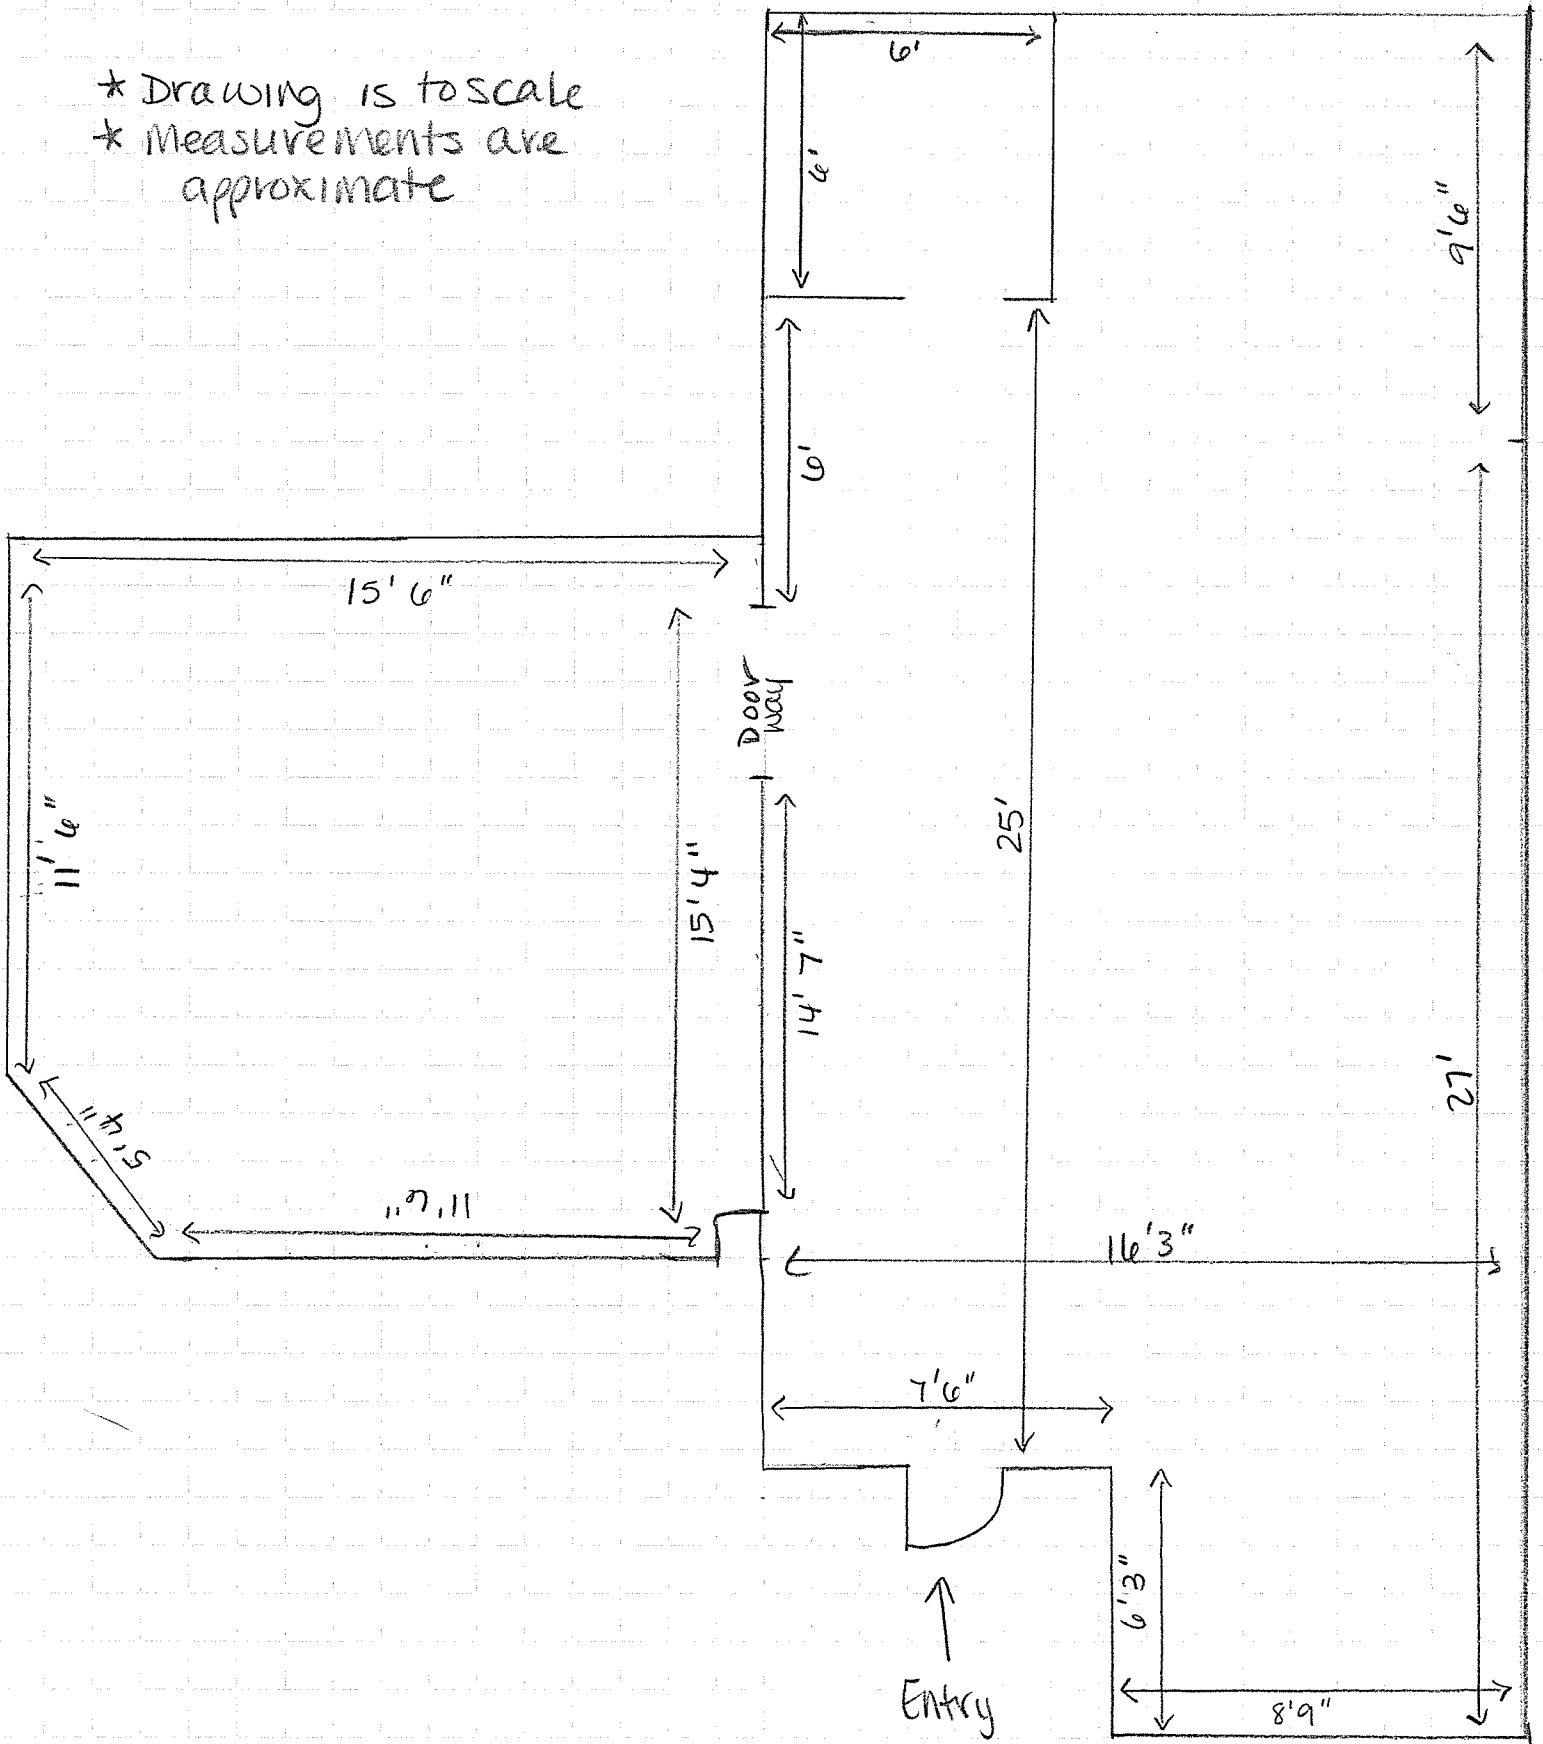 * Drawing is to scale
* Measurements are
approximate
6'
6'
9'6"
6'
15' 6"
Door
way
11' 6"
15' 4"
14' 7"
25'
27'
5'4"
11'6"
16'3"
7'6"
6'3"
8'9"
Entry